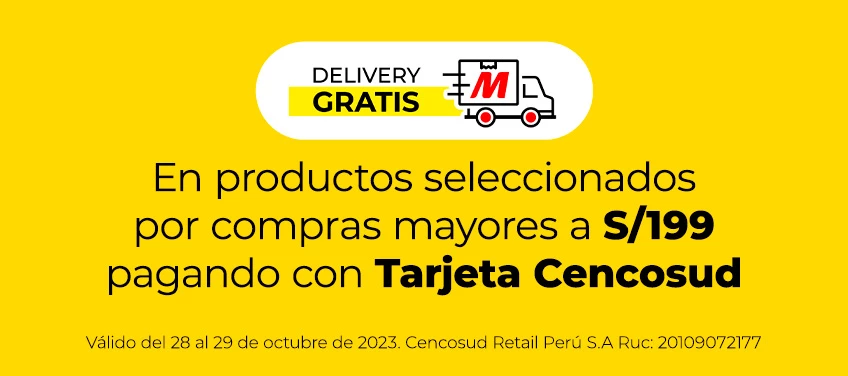 DELIVERY
GRATIS
M
En productos seleccionados
por compras mayores a S/199
pagando con Tarjeta Cencosud
Válido del 28 al 29 de octubre de 2023. Cencosud Retail Perú S.A Ruc: 20109072177